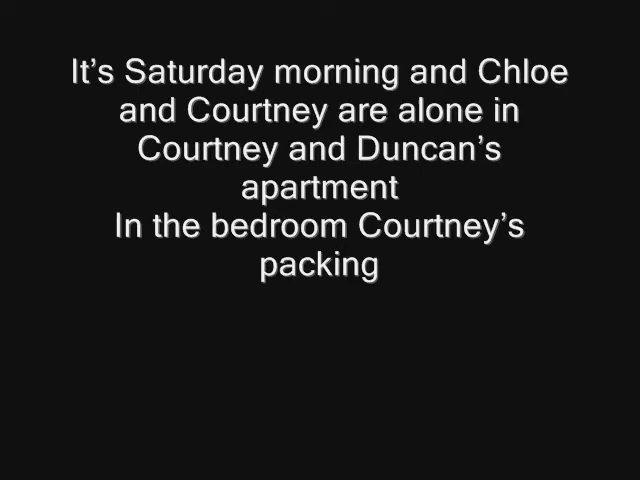 It’s Saturday morning and Chloe
and Courtney are alone in
Courtney and Duncan’s
apartment
In the bedroom Courtney’s
packing